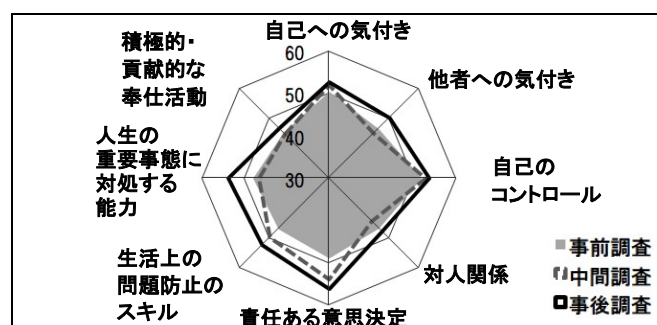 自己への気付き
積極的・
貢献的な
奉仕活動
他者への気付き
人生の
重要事態に
対処する
能力
自己の
コントロール
生活上の
問題防止の
スキル
対人関係
責任ある意思決定
60
50
40
30
事前調査
中間調査
事後調査